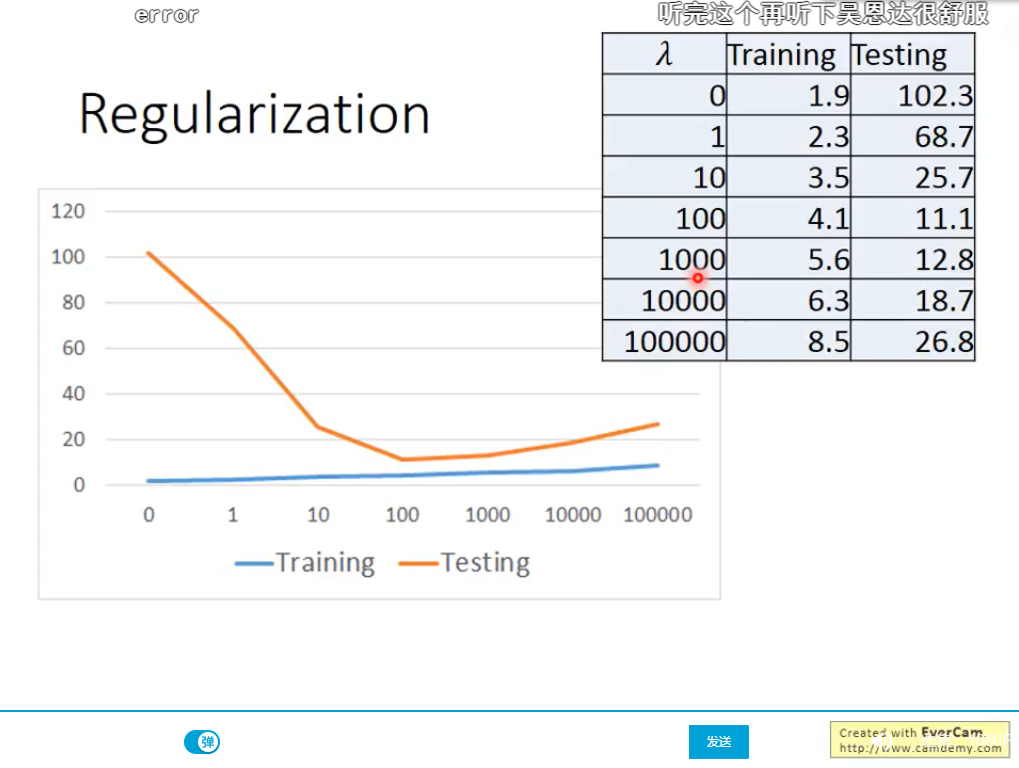 error
听完这个再听下吴恩达很舒服
Regularization
λ Training Testing
0 1.9 102.3
1 2.3 68.7
10 3.5 25.7
100 4.1 11.1
1000 5.6 12.8
10000 6.3 18.7
100000 8.5 26.8
120
100
80
60
40
20
0
0 1 10 100 1000 10000 100000
Training Testing
弹
发送
Created with EverCam.
http://www.camdemy.com